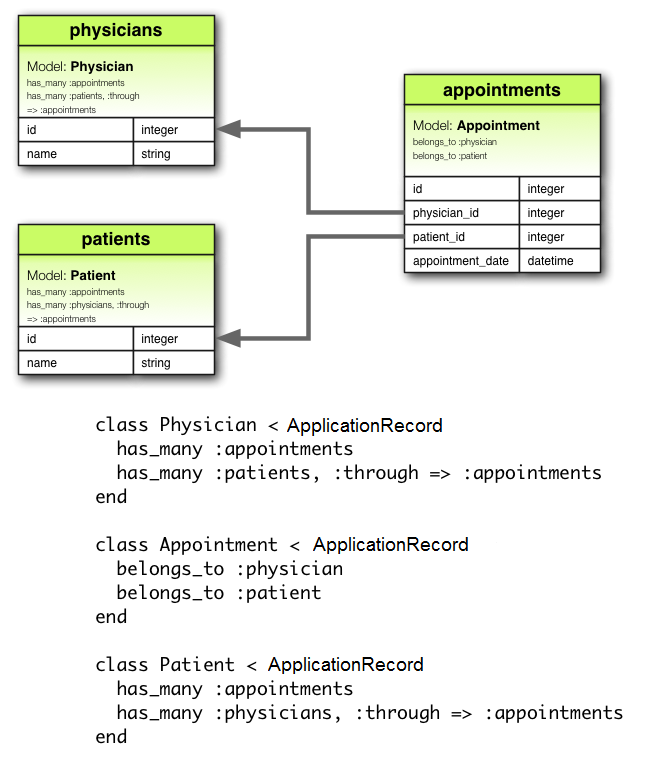 physicians
Model: Physician
has_many :appointments
has_many :patients, :through
=> :appointments
id integer
name string
appointments
Model: Appointment
belongs_to :physician
belongs_to :patient
id integer
physician_id integer
patient_id integer
appointment_date datetime
patients
Model: Patient
has_many :appointments
has_many :physicians, :through
=> :appointments
id integer
name string
class Physician < ApplicationRecord
  has_many :appointments
  has_many :patients, :through => :appointments
end
class Appointment < ApplicationRecord
  belongs_to :physician
  belongs_to :patient
end
class Patient < ApplicationRecord
  has_many :appointments
  has_many :physicians, :through => :appointments
end